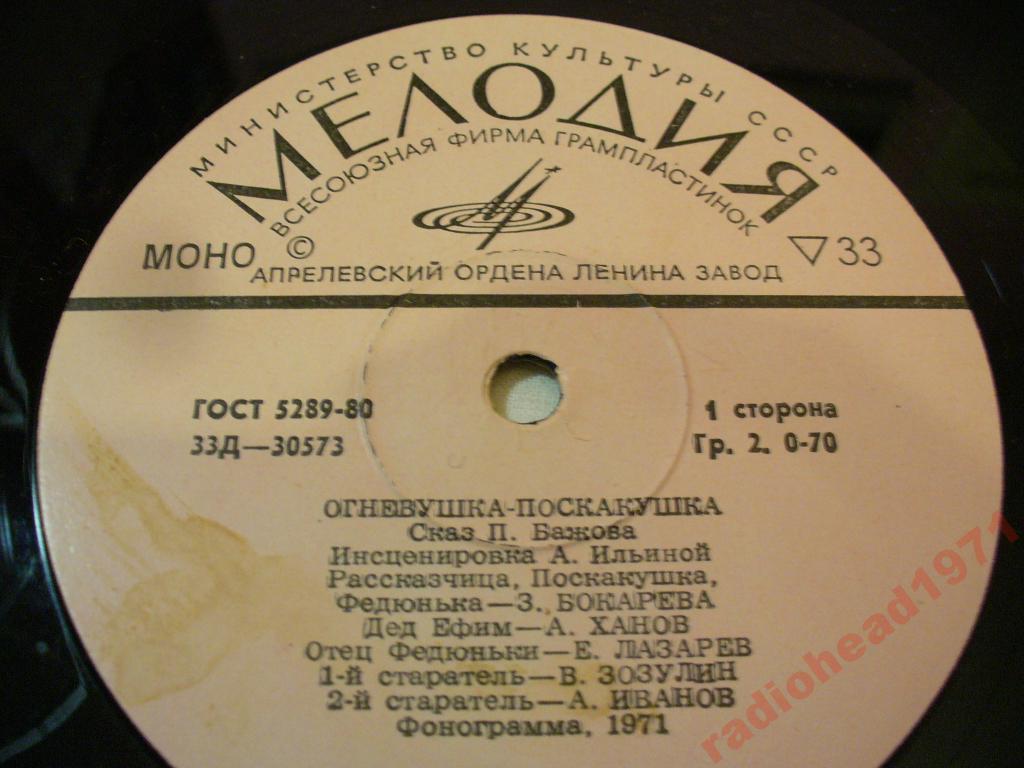 МИНИСТЕРСТВО КУЛЬТУРЫ СССР
МЕЛОДИЯ
ВСЕСОЮЗНАЯ ФИРМА ГРАМПЛАСТИНОК
МОНО ©
▽ 33
АПРЕЛЕВСКИЙ ОРДЕНА ЛЕНИНА ЗАВОД
ГОСТ 5289-80
33Д—30573
1 сторона
Гр. 2. 0-70
ОГНЕВУШКА-ПОСКАКУШКА
Сказ П. Бажова
Инсценировка А. Ильиной
Рассказчица, Поскакушка,
Федюнька—З. БОКАРЕВА
Дед Ефим—А. ХАНОВ
Отец Федюньки—Е. ЛАЗАРЕВ
1-й старатель—В. ЗОЗУЛИН
2-й старатель—А. ИВАНОВ
Фонограмма, 1971
radiohead1971